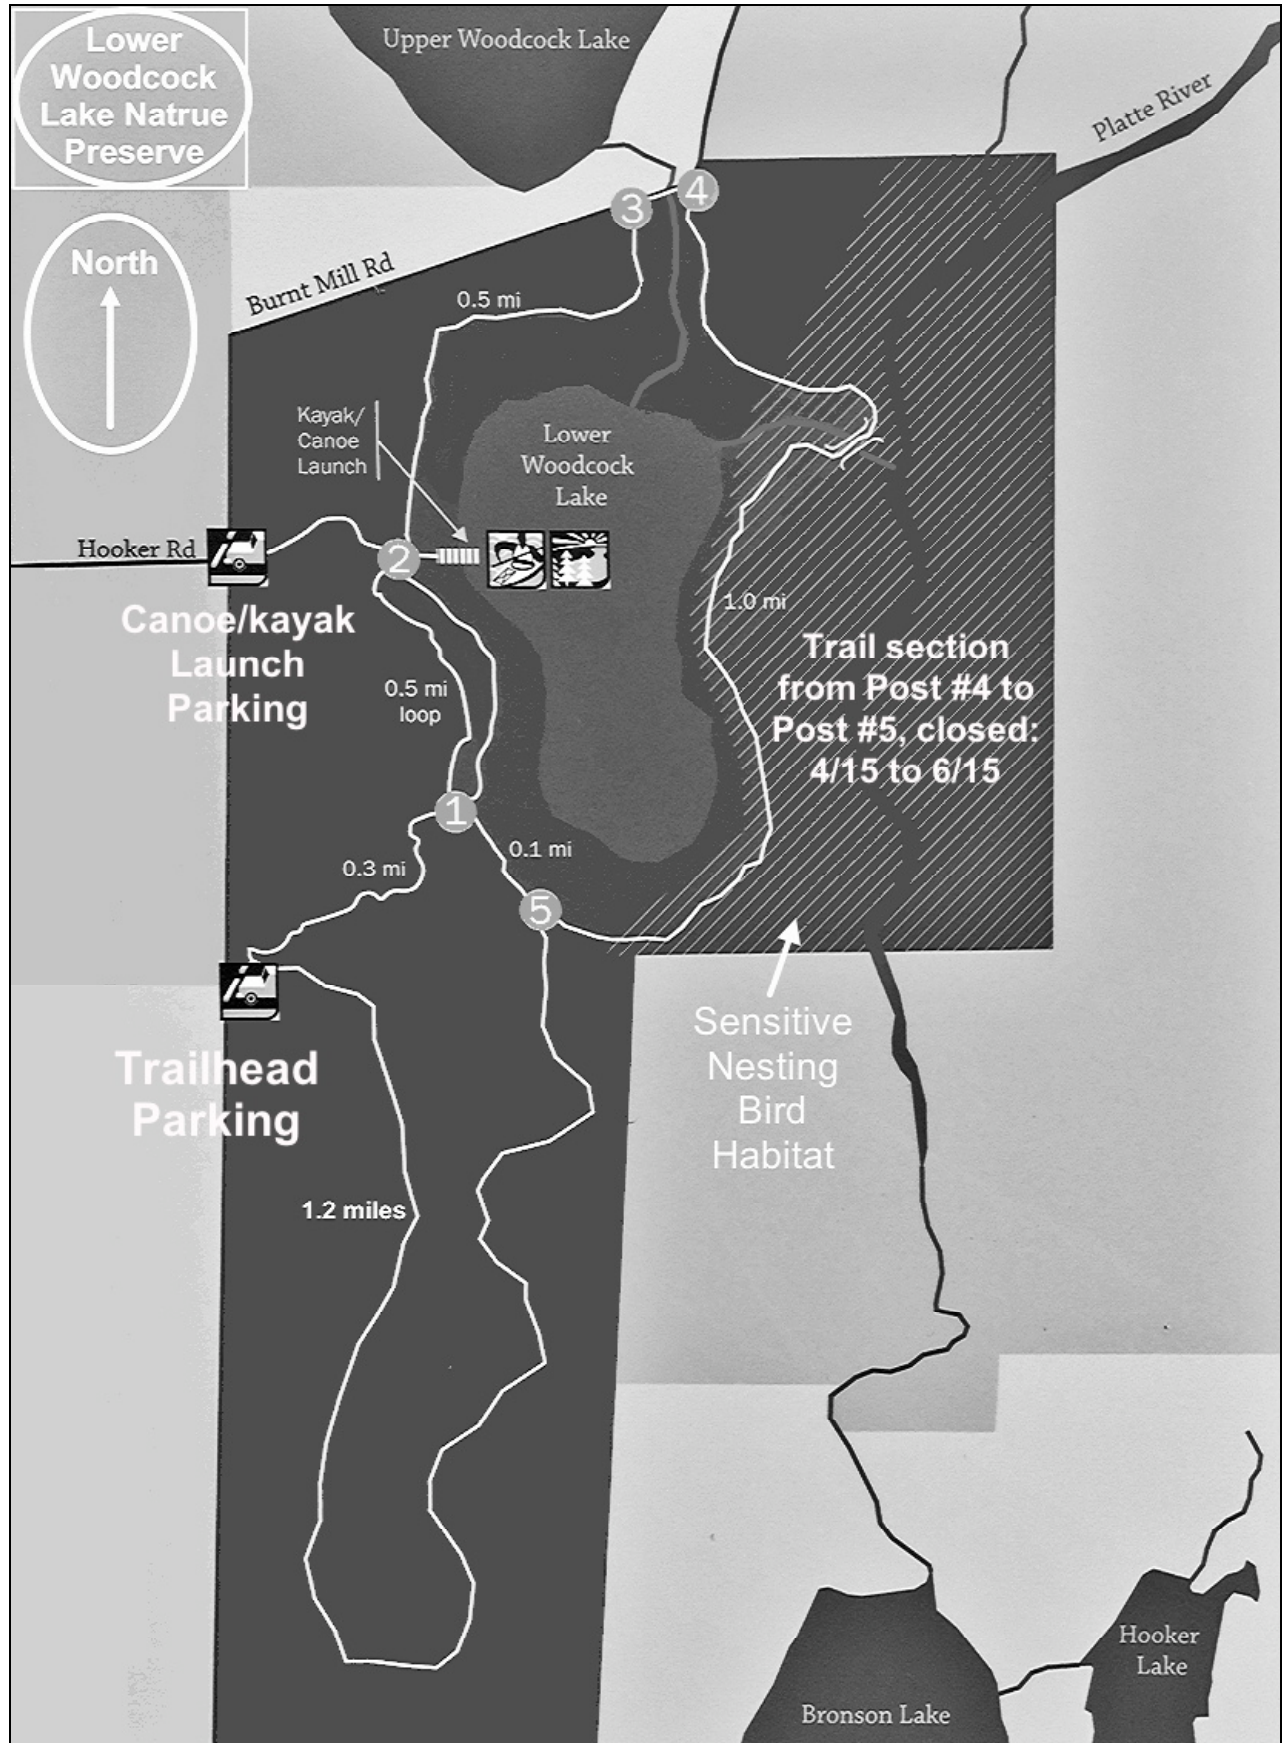 Lower
Woodcock
Lake Natrue
Preserve
Upper Woodcock Lake
Platte River
North
3
4
Burnt Mill Rd
0.5 mi
Kayak/
Canoe
Launch
Lower
Woodcock
Lake
Hooker Rd
2
Canoe/kayak
Launch
Parking
1.0 mi
Trail section
from Post #4 to
Post #5, closed:
4/15 to 6/15
0.5 mi
loop
1
0.3 mi
0.1 mi
5
Trailhead
Parking
Sensitive
Nesting
Bird
Habitat
1.2 miles
Hooker
Lake
Bronson Lake